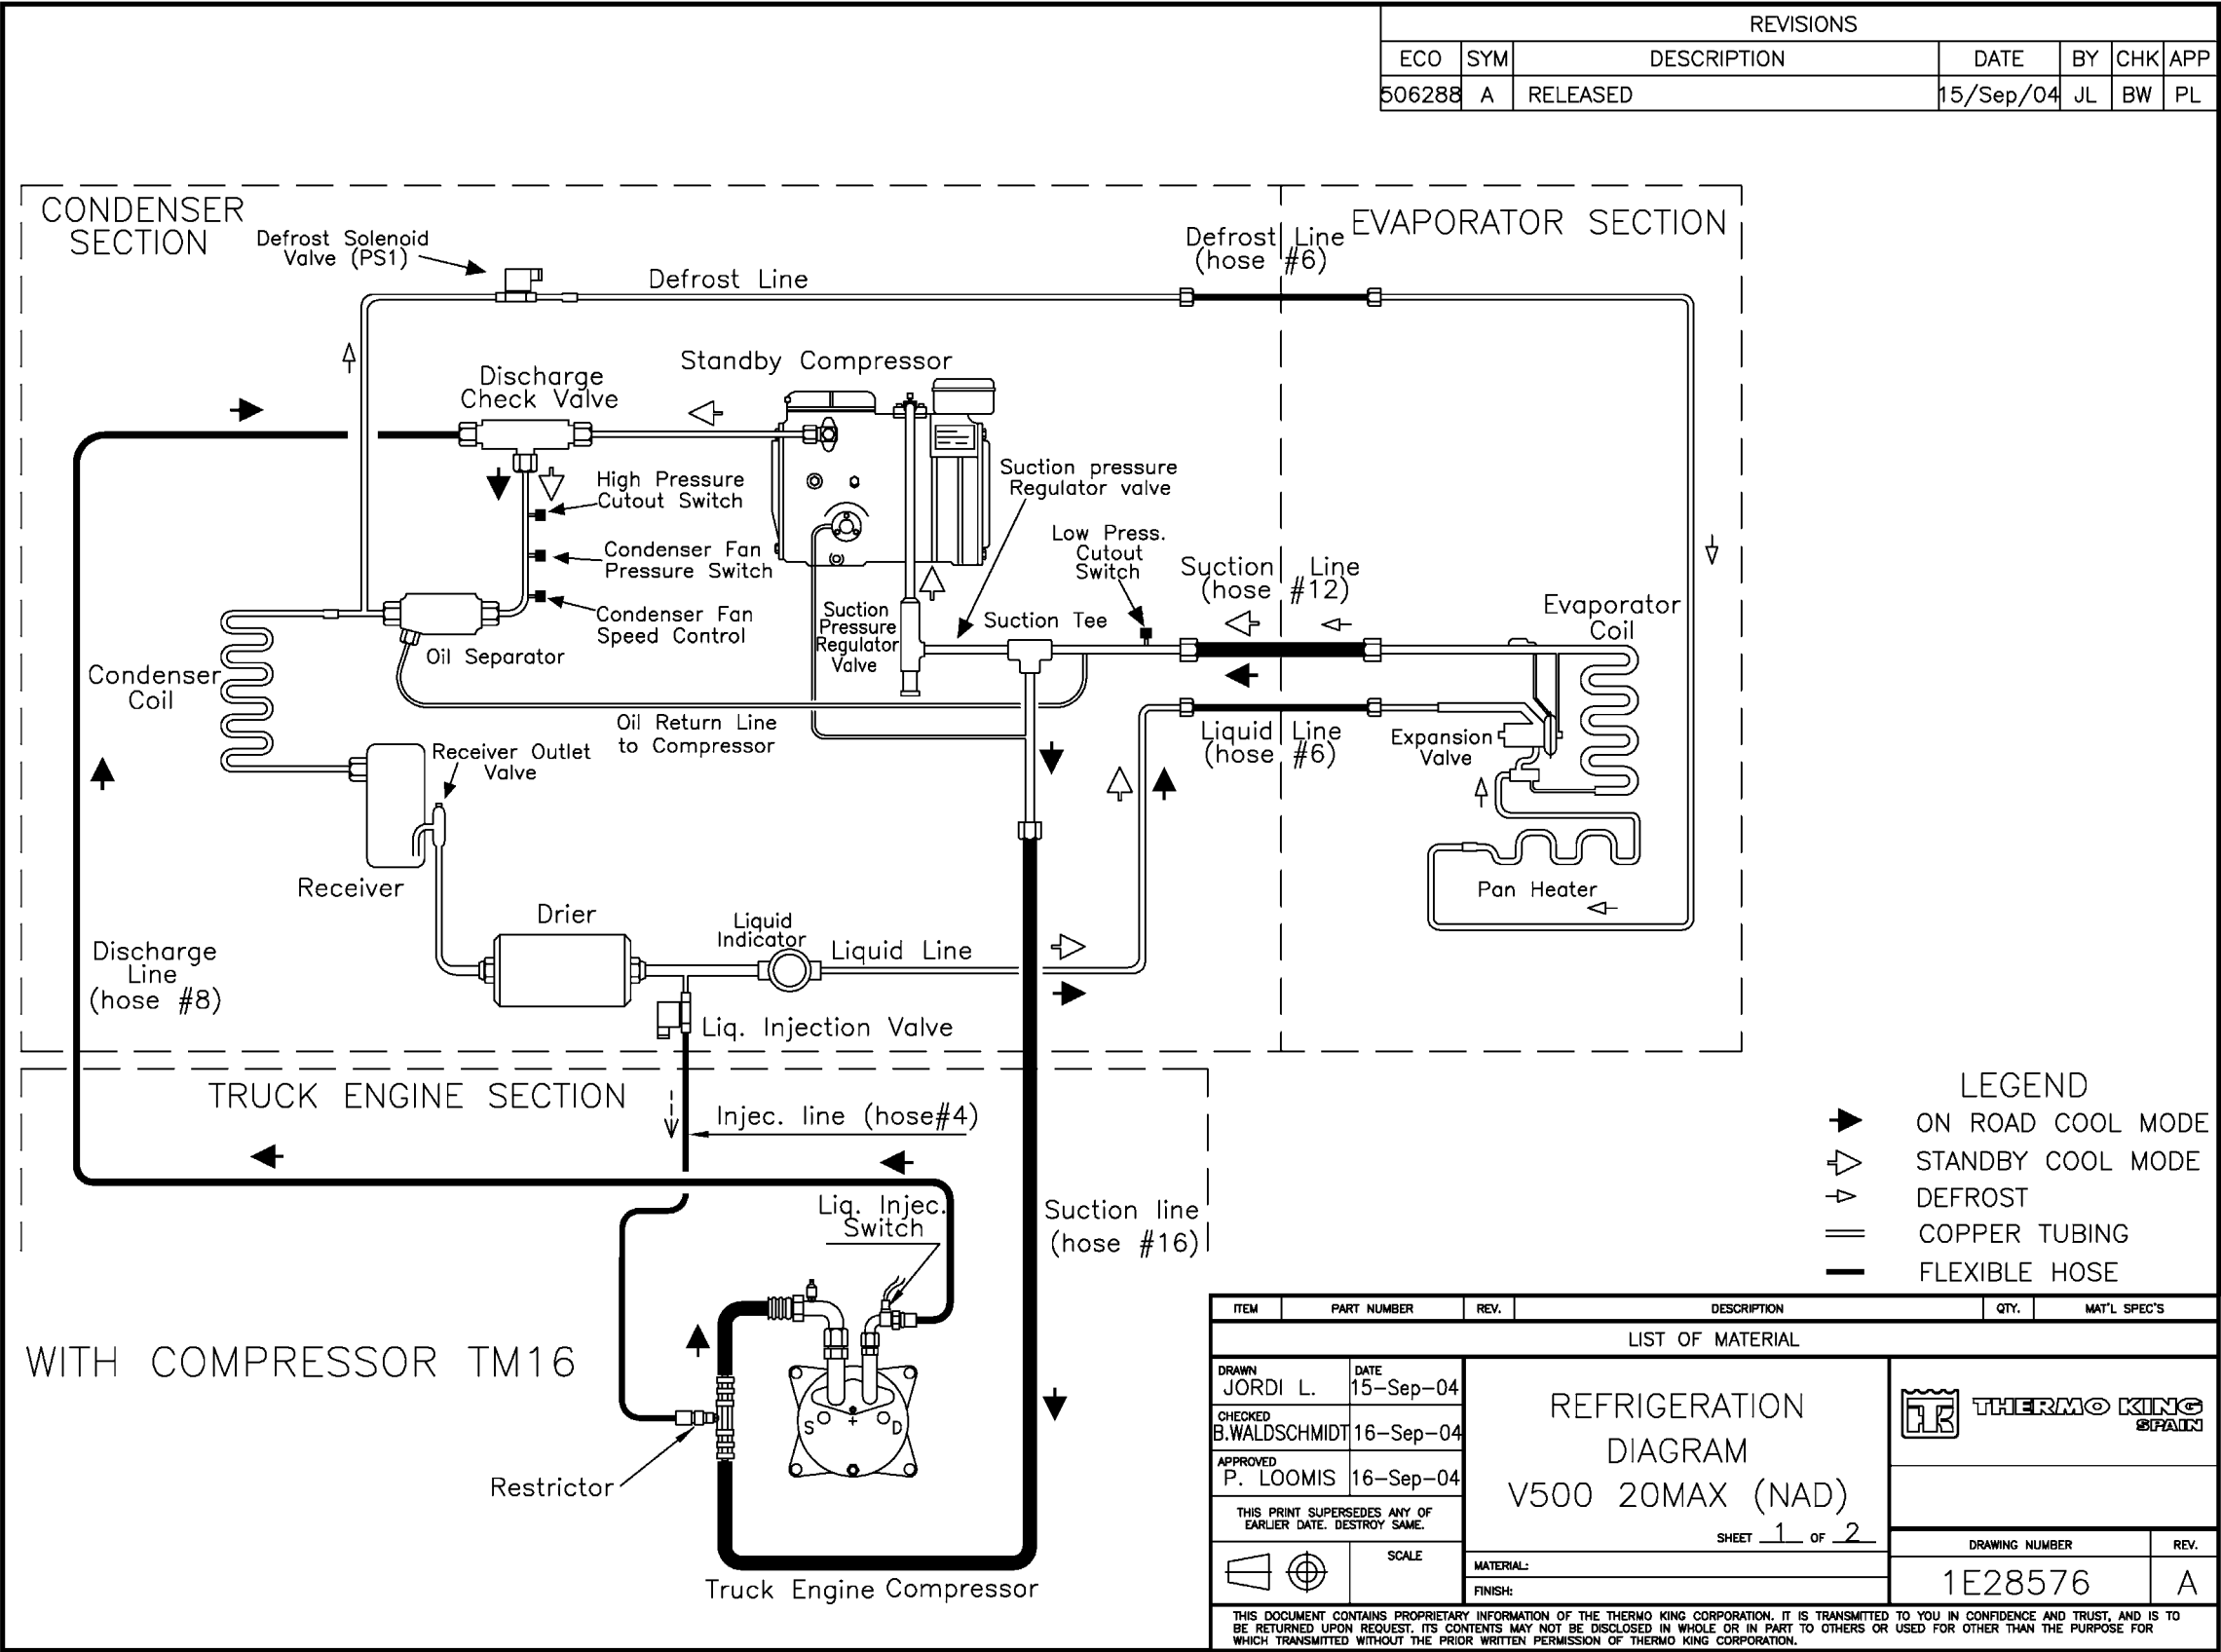 REVISIONS
ECO SYM DESCRIPTION DATE BY CHK APP
506288 A RELEASED 15/Sep/04 JL BW PL
CONDENSER
SECTION
EVAPORATOR SECTION
Defrost Solenoid
Valve (PS1)
Defrost Line
Defrost Line
(hose #6)
Standby Compressor
Discharge
Check Valve
High Pressure
Cutout Switch
Condenser Fan
Pressure Switch
Condenser Fan
Speed Control
Suction pressure
Regulator valve
Low Press.
Cutout
Switch
Suction Line
(hose #12)
Evaporator
Coil
Suction
Pressure
Regulator
Valve
Suction Tee
Oil Separator
Condenser
Coil
Oil Return Line
to Compressor
Liquid Line
(hose #6)
Expansion
Valve
Receiver Outlet
Valve
Receiver
Pan Heater
Drier
Liquid
Indicator
Liquid Line
Discharge
Line
(hose #8)
Liq. Injection Valve
TRUCK ENGINE SECTION
Injec. line (hose#4)
Liq. Injec.
Switch
Suction line
(hose #16)
WITH COMPRESSOR TM16
S D
Restrictor
Truck Engine Compressor
LEGEND
ON ROAD COOL MODE
STANDBY COOL MODE
DEFROST
COPPER TUBING
FLEXIBLE HOSE
ITEM PART NUMBER REV. DESCRIPTION QTY. MAT'L SPEC'S
LIST OF MATERIAL
DRAWN
JORDI L.
DATE
15-Sep-04
CHECKED
B.WALDSCHMIDT 16-Sep-04
APPROVED
P. LOOMIS 16-Sep-04
THIS PRINT SUPERSEDES ANY OF
EARLIER DATE. DESTROY SAME.
SCALE
REFRIGERATION
DIAGRAM
V500 20MAX (NAD)
SHEET 1 OF 2
MATERIAL:
FINISH:
THERMO KING
SPAIN
DRAWING NUMBER REV.
1E28576 A
THIS DOCUMENT CONTAINS PROPRIETARY INFORMATION OF THE THERMO KING CORPORATION. IT IS TRANSMITTED TO YOU IN CONFIDENCE AND TRUST, AND IS TO
BE RETURNED UPON REQUEST. ITS CONTENTS MAY NOT BE DISCLOSED IN WHOLE OR IN PART TO OTHERS OR USED FOR OTHER THAN THE PURPOSE FOR
WHICH TRANSMITTED WITHOUT THE PRIOR WRITTEN PERMISSION OF THERMO KING CORPORATION.